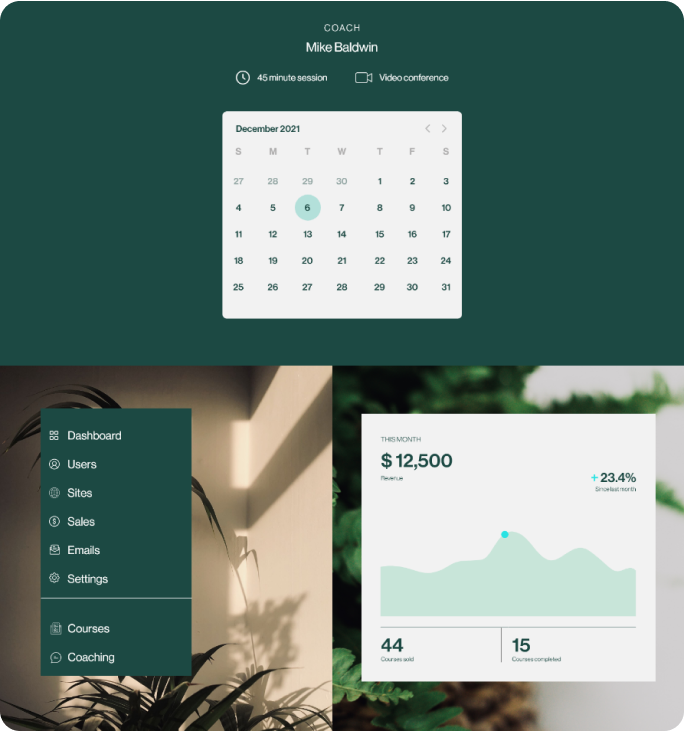 COACH
Mike Baldwin
45 minute session Video conference
December 2021
S M T W T F S
27 28 29 30 1 2 3
4 5 6 7 8 9 10
11 12 13 14 15 16 17
18 19 20 21 22 23 24
25 26 27 28 29 30 31
Dashboard
Users
Sites
Sales
Emails
Settings
Courses
Coaching
THIS MONTH
$ 12,500
Revenue
+ 23.4%
Since last month
44 15
Courses sold Courses completed